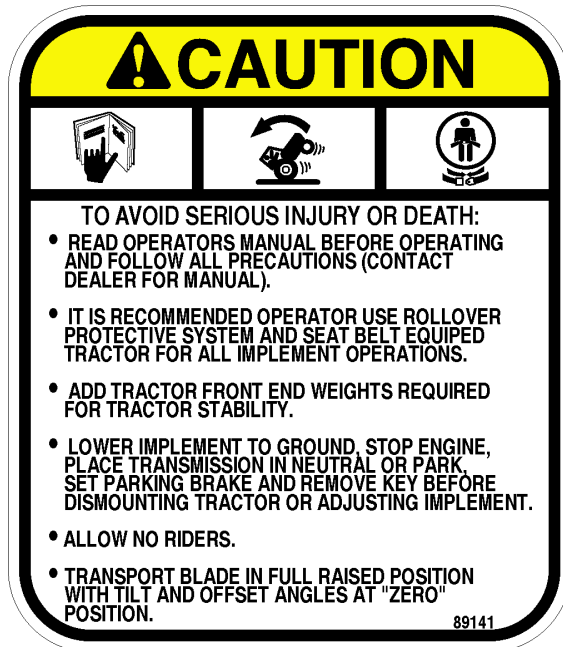 CAUTION
TO AVOID SERIOUS INJURY OR DEATH:
• READ OPERATORS MANUAL BEFORE OPERATING
AND FOLLOW ALL PRECAUTIONS (CONTACT
DEALER FOR MANUAL).
• IT IS RECOMMENDED OPERATOR USE ROLLOVER
PROTECTIVE SYSTEM AND SEAT BELT EQUIPED
TRACTOR FOR ALL IMPLEMENT OPERATIONS.
• ADD TRACTOR FRONT END WEIGHTS REQUIRED
FOR TRACTOR STABILITY.
• LOWER IMPLEMENT TO GROUND, STOP ENGINE,
PLACE TRANSMISSION IN NEUTRAL OR PARK,
SET PARKING BRAKE AND REMOVE KEY BEFORE
DISMOUNTING TRACTOR OR ADJUSTING IMPLEMENT.
• ALLOW NO RIDERS.
• TRANSPORT BLADE IN FULL RAISED POSITION
WITH TILT AND OFFSET ANGLES AT "ZERO"
POSITION.
89141